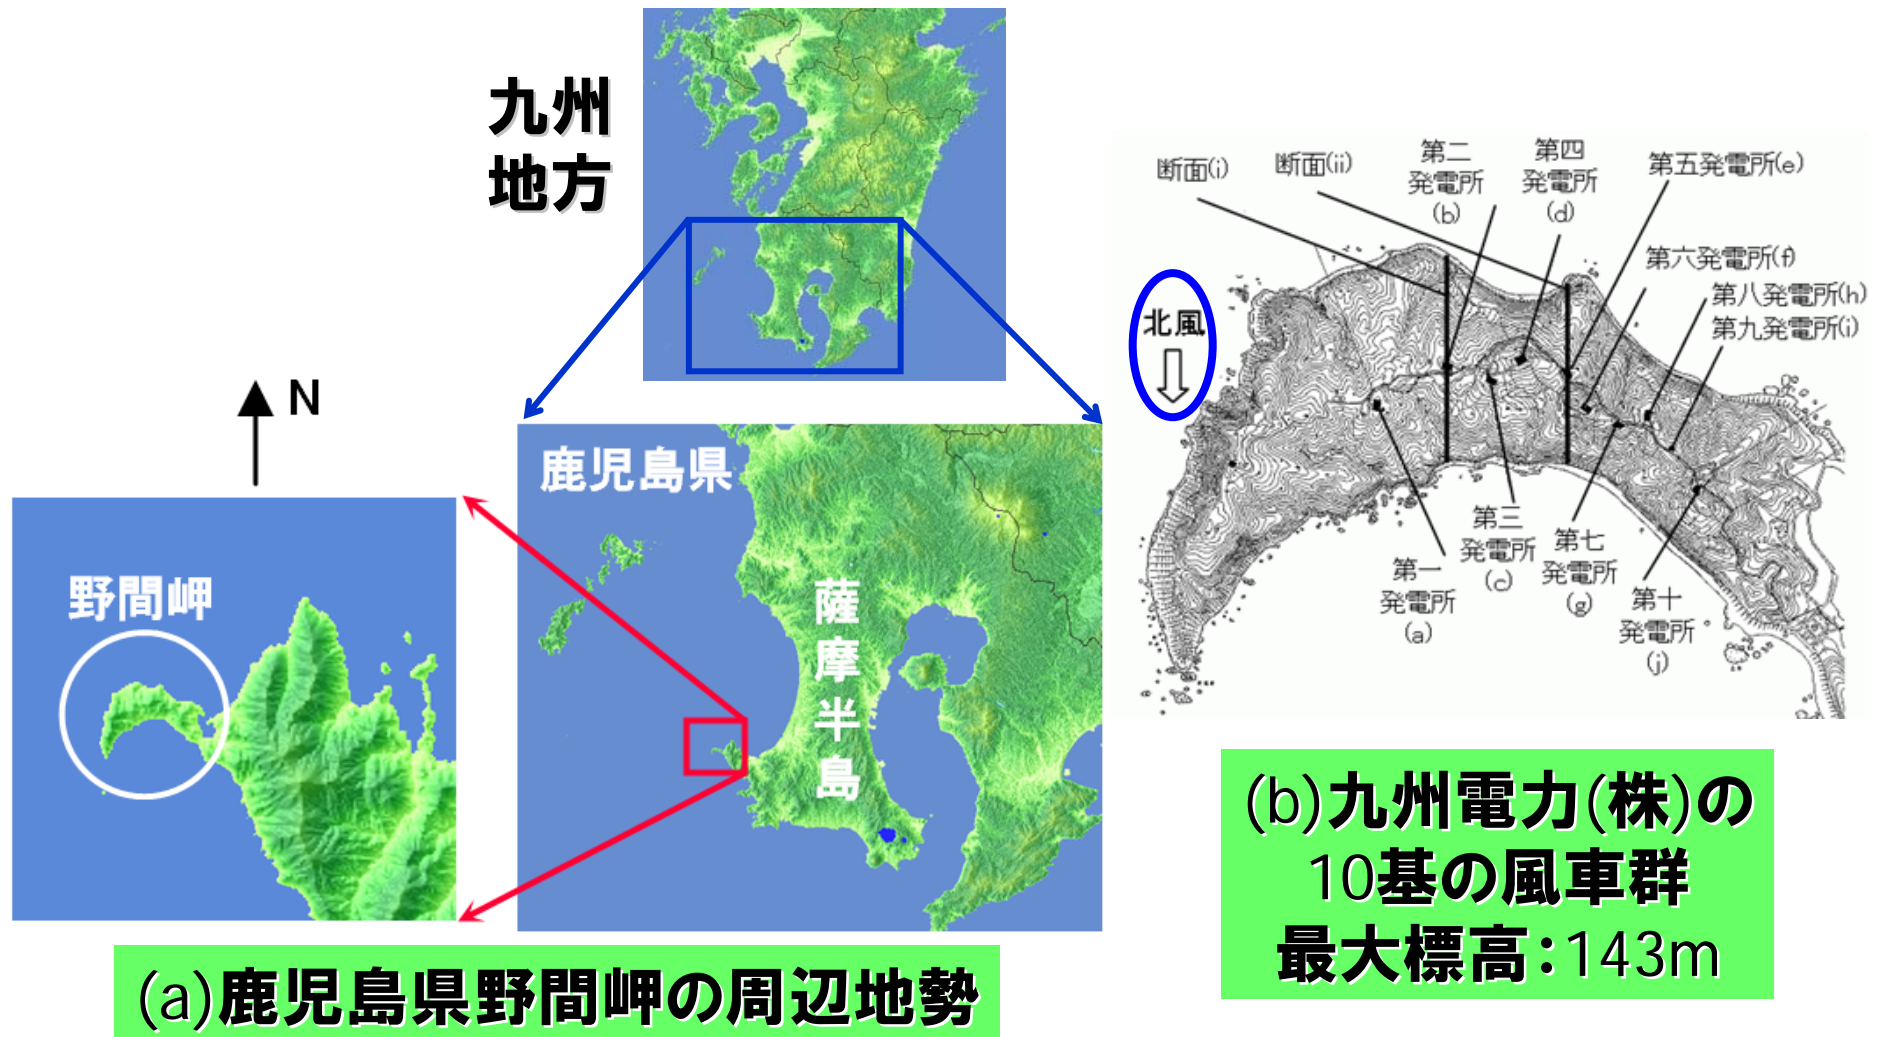 九州
地方
N
野間岬
鹿児島県
薩
摩
半
島
(a)鹿児島県野間岬の周辺地勢
断面(i)
断面(ii)
第二
発電所
(b)
第四
発電所
(d)
第五発電所(e)
第六発電所(f)
第八発電所(h)
第九発電所(i)
北風
第一
発電所
(a)
第三
発電所
(c)
第七
発電所
(g)
第十
発電所
(j)
(b)九州電力(株)の
10基の風車群
最大標高：143m